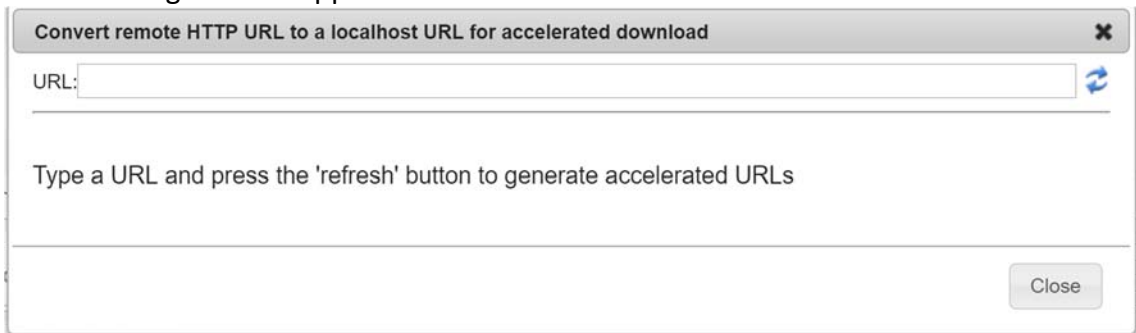 Convert remote HTTP URL to a localhost URL for accelerated download
URL:
Type a URL and press the 'refresh' button to generate accelerated URLs
Close